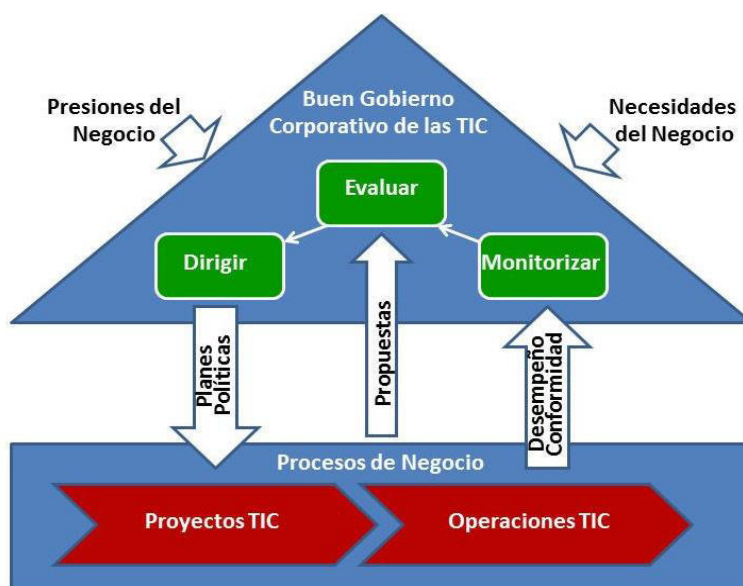 Buen Gobierno
Corporativo de las TIC
Presiones del
Negocio
Necesidades
del Negocio
Evaluar
Dirigir
Monitorizar
Planes
Políticas
Propuestas
Desempeño
Conformidad
Procesos de Negocio
Proyectos TIC
Operaciones TIC